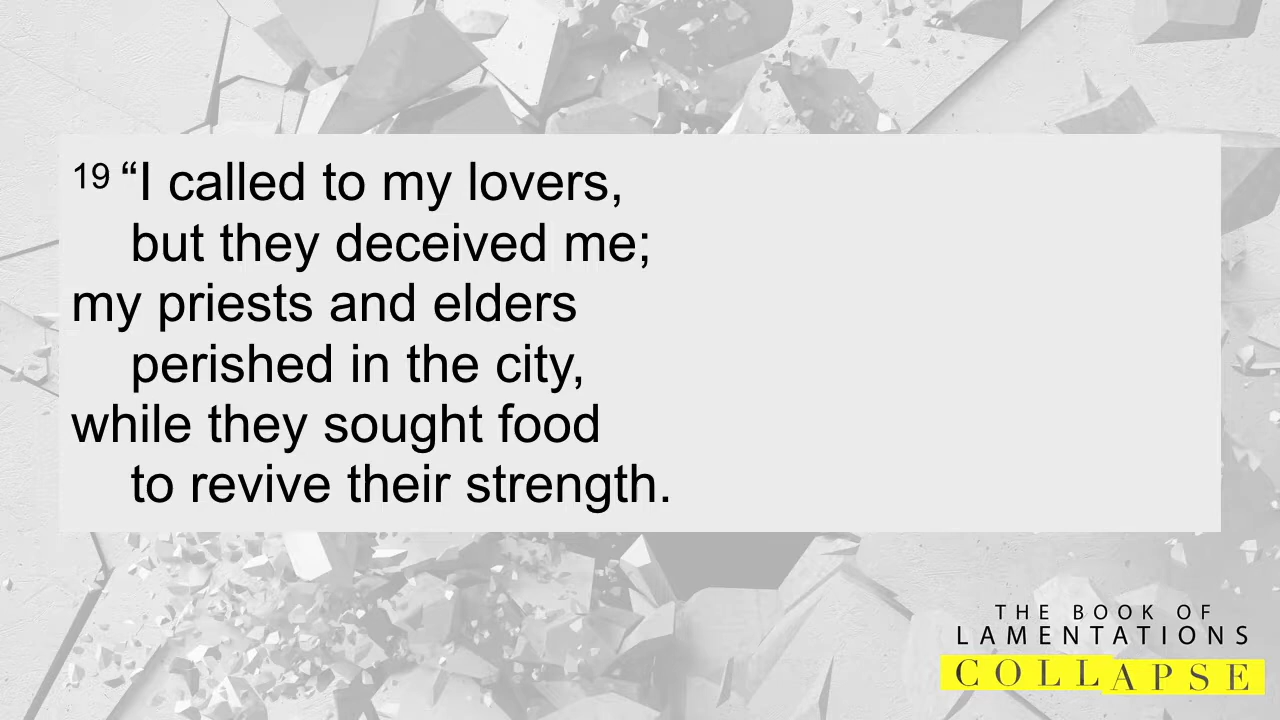 19 “I called to my lovers,
but they deceived me;
my priests and elders
perished in the city,
while they sought food
to revive their strength.
THE BOOK OF
LAMENTATIONS
COLLAPSE